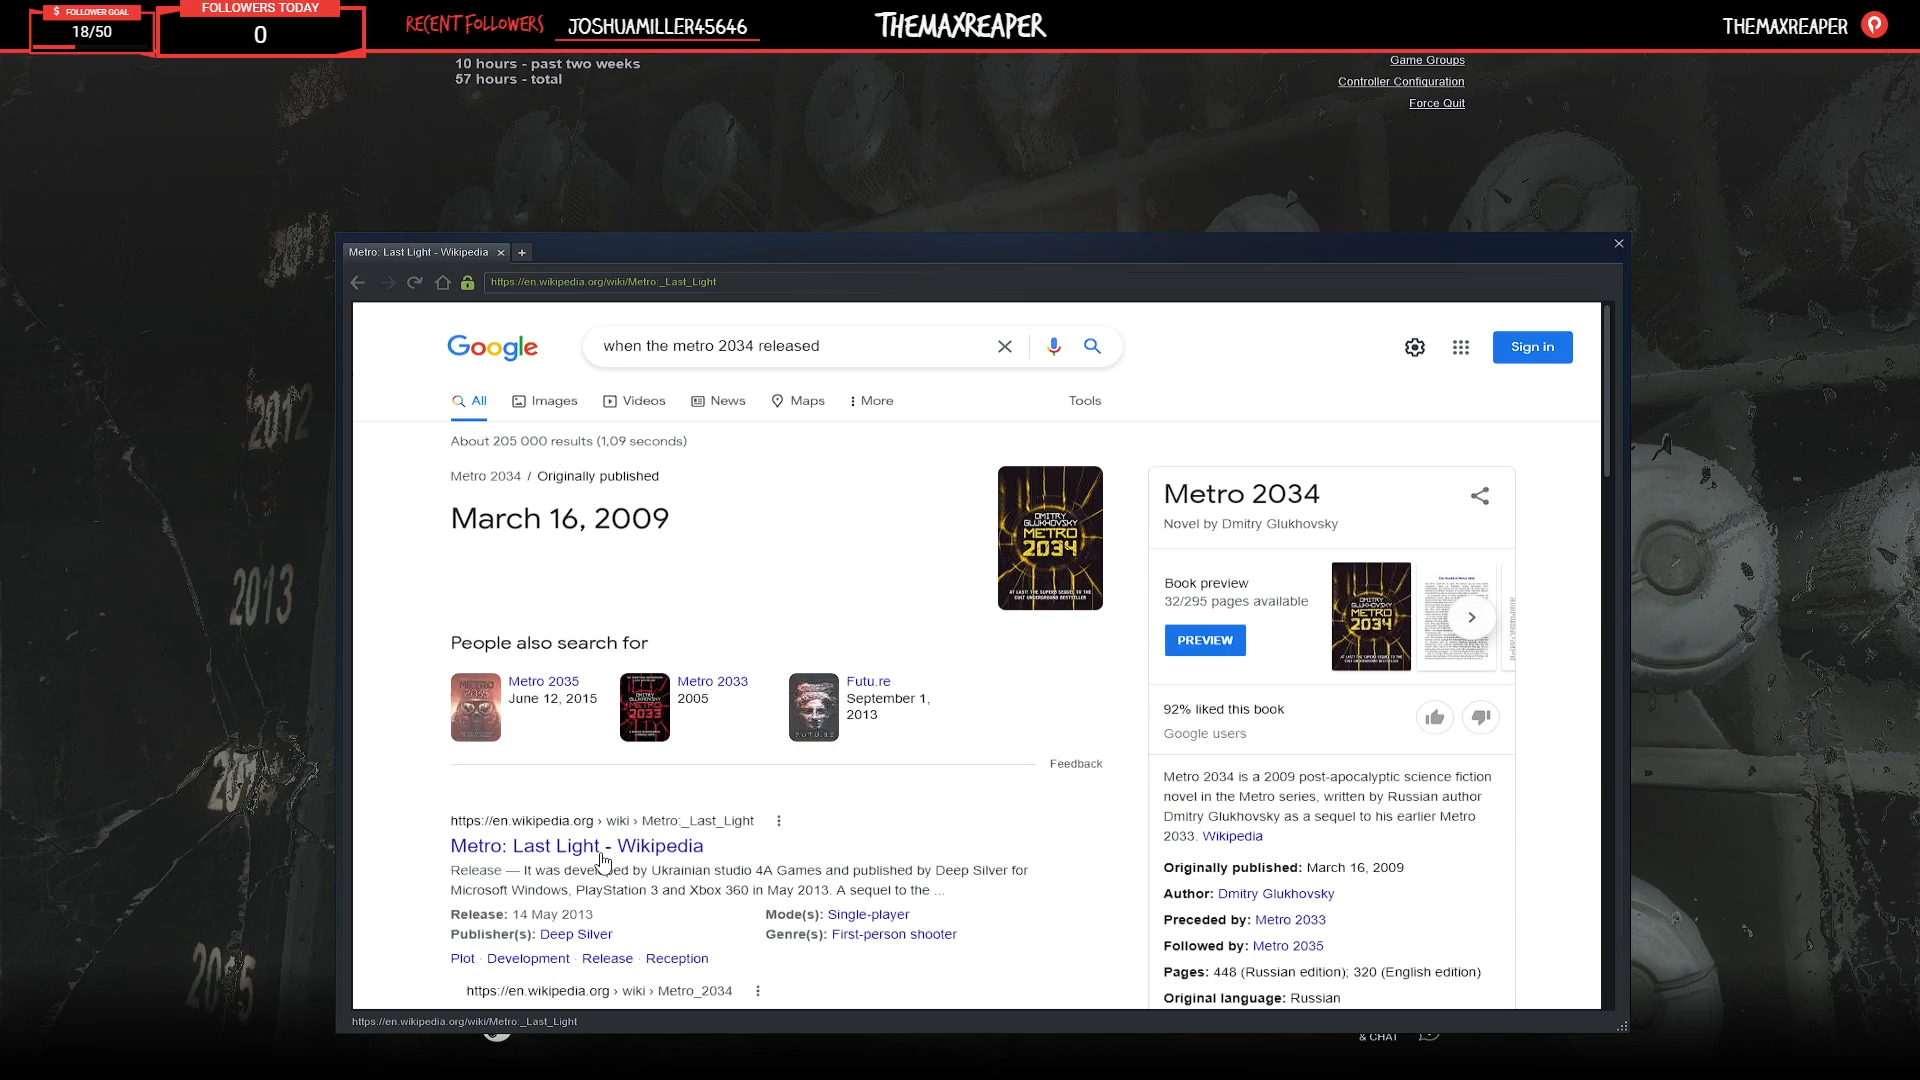 $ FOLLOWER GOAL
18/50
FOLLOWERS TODAY
0
RECENT FOLLOWERS
JOSHUAMILLER45646
THEMAXREAPER
THEMAXREAPER
10 hours - past two weeks
57 hours - total
Game Groups
Controller Configuration
Force Quit
Metro: Last Light - Wikipedia
https://en.wikipedia.org/wiki/Metro:_Last_Light
Google
when the metro 2034 released
Sign in
All
Images
Videos
News
Maps
More
Tools
About 205 000 results (1,09 seconds)
Metro 2034 / Originally published
March 16, 2009
DMITRY
GLUKHOVSKY
METRO
2034
AT LAST! THE SUPERB SEQUEL TO THE
CULT UNDERGROUND BESTSELLER
People also search for
Metro 2035
June 12, 2015
Metro 2033
2005
Futu.re
September 1,
2013
Feedback
https://en.wikipedia.org › wiki › Metro:_Last_Light
Metro: Last Light - Wikipedia
Release — It was developed by Ukrainian studio 4A Games and published by Deep Silver for
Microsoft Windows, PlayStation 3 and Xbox 360 in May 2013. A sequel to the ...
Release: 14 May 2013
Mode(s): Single-player
Publisher(s): Deep Silver
Genre(s): First-person shooter
Plot · Development · Release · Reception
https://en.wikipedia.org › wiki › Metro_2034
Metro 2034
Novel by Dmitry Glukhovsky
Book preview
32/295 pages available
PREVIEW
DMITRY
GLUKHOVSKY
METRO
2034
92% liked this book
Google users
Metro 2034 is a 2009 post-apocalyptic science fiction
novel in the Metro series, written by Russian author
Dmitry Glukhovsky as a sequel to his earlier Metro
2033. Wikipedia
Originally published: March 16, 2009
Author: Dmitry Glukhovsky
Preceded by: Metro 2033
Followed by: Metro 2035
Pages: 448 (Russian edition); 320 (English edition)
Original language: Russian
https://en.wikipedia.org/wiki/Metro:_Last_Light
& CHAT
2012
2013
2015